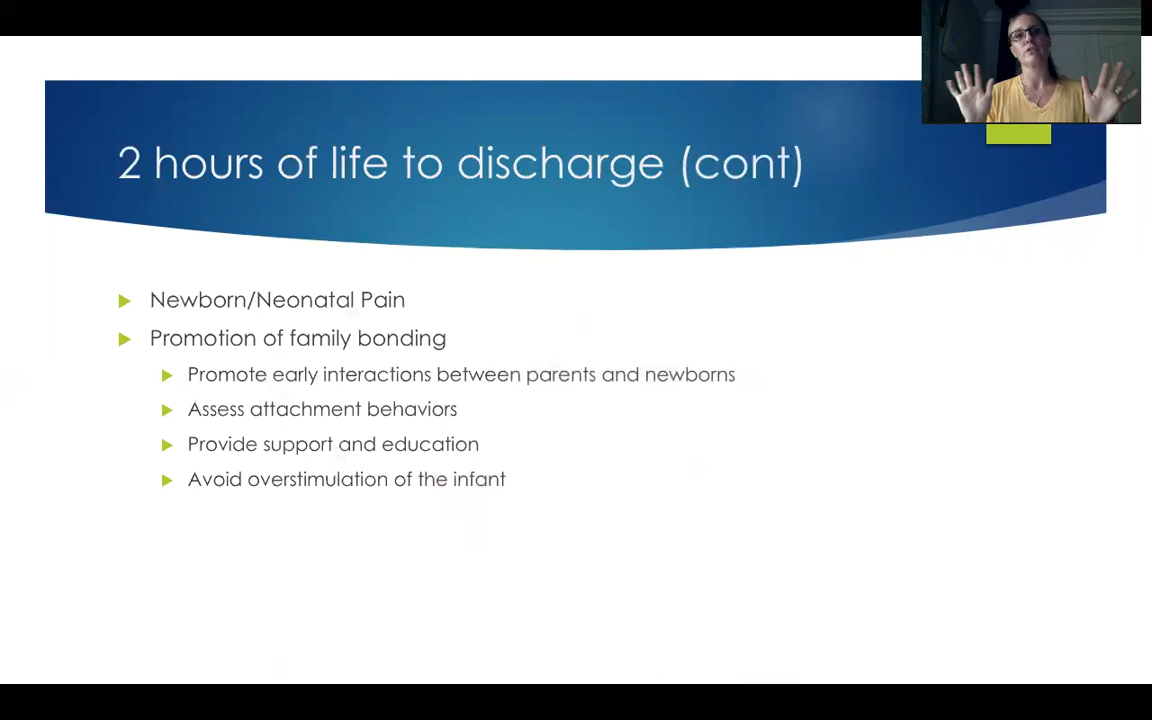 2 hours of life to discharge (cont)
Newborn/Neonatal Pain
Promotion of family bonding
Promote early interactions between parents and newborns
Assess attachment behaviors
Provide support and education
Avoid overstimulation of the infant